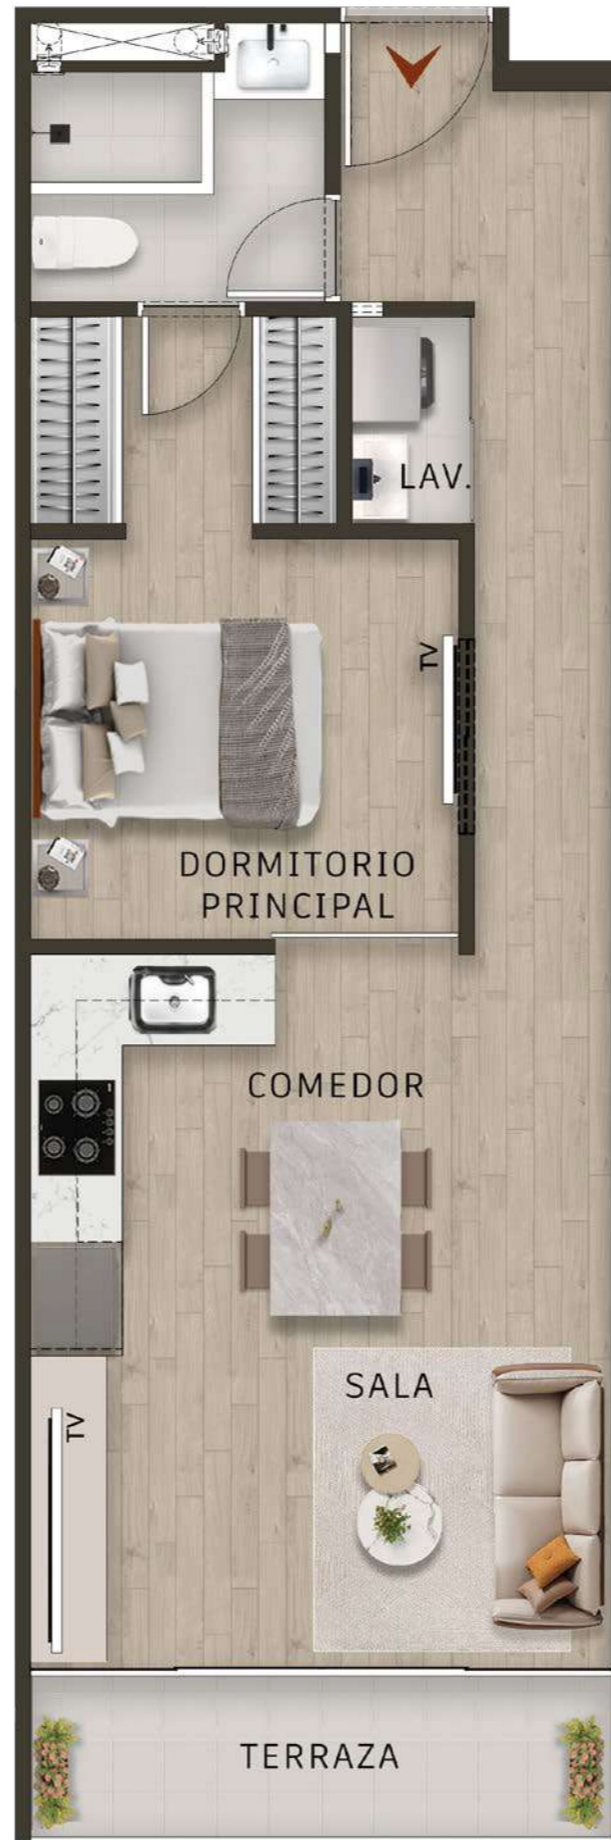 LAV.
TV
DORMITORIO
PRINCIPAL
COMEDOR
SALA
TV
TERRAZA